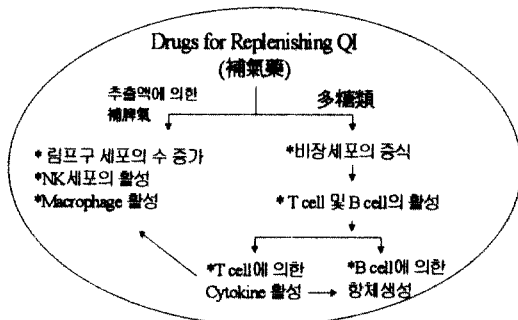 Drugs for Replenishing QI
(補氣藥)
추출액에 의한
補脾氣
多糖類
* 림프구 세포의 수 증가
*NK세포의 활성
*Macrophage 활성
*비장세포의 증식
* T cell 및 B cell의 활성
*T cell에 의한
Cytokine 활성
*B cell에 의한
항체생성